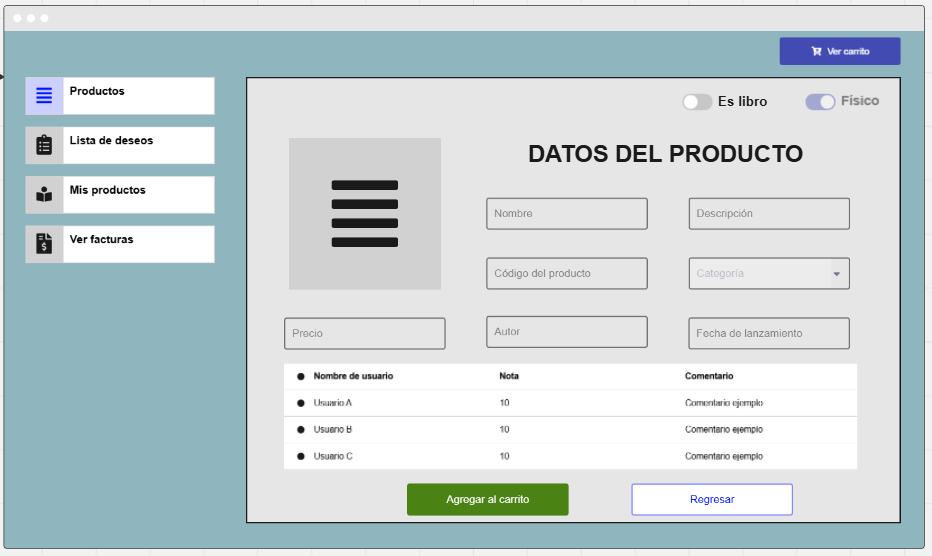 Ver carrito
Productos
Lista de deseos
Mis productos
Ver facturas
Es libro
Físico
DATOS DEL PRODUCTO
Nombre
Descripción
Código del producto
Categoría
Precio
Autor
Fecha de lanzamiento
Nombre de usuario Nota Comentario
Usuario A 10 Comentario ejemplo
Usuario B 10 Comentario ejemplo
Usuario C 10 Comentario ejemplo
Agregar al carrito
Regresar